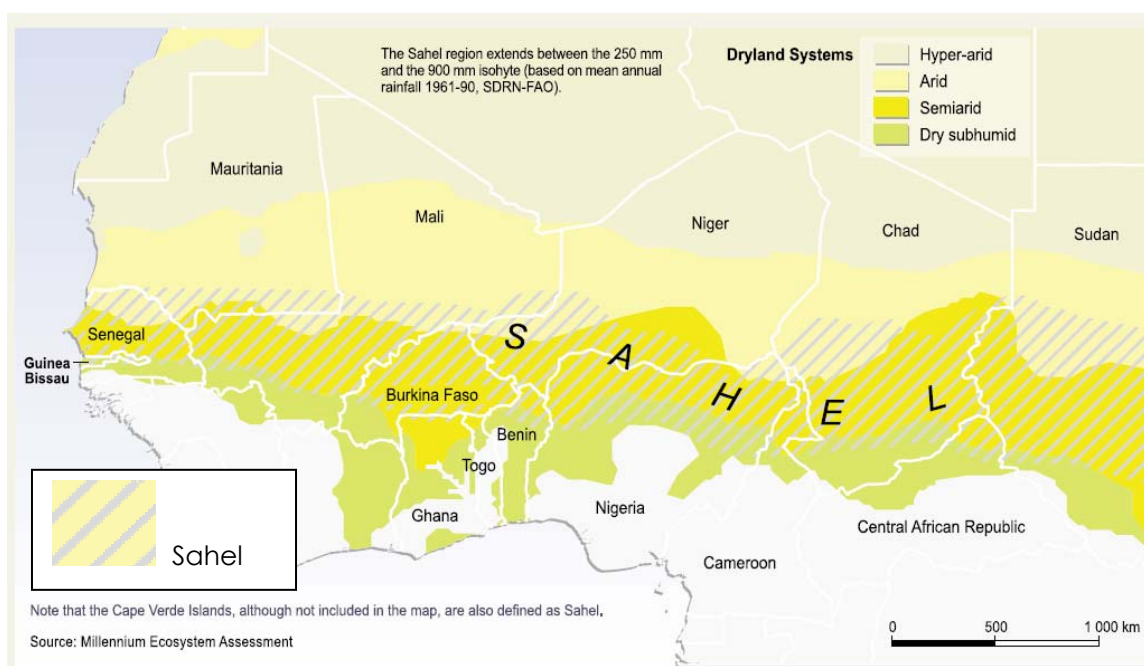 The Sahel region extends between the 250 mm
and the 900 mm isohyte (based on mean annual
rainfall 1961-90, SDRN-FAO).
Dryland Systems
Hyper-arid
Arid
Semiarid
Dry subhumid
Mauritania
Mali
Niger
Chad
Sudan
Senegal
Guinea
Bissau
S A H E L
Burkina Faso
Benin
Togo
Ghana
Nigeria
Central African Republic
Cameroon
Sahel
Note that the Cape Verde Islands, although not included in the map, are also defined as Sahel.
Source: Millennium Ecosystem Assessment
0 500 1 000 km